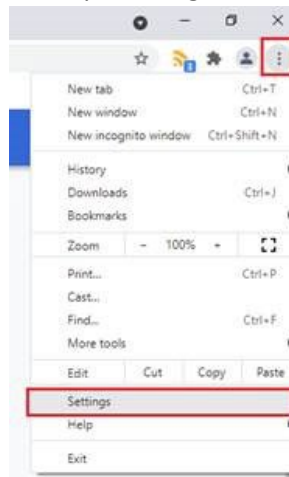 New tab Ctrl+T
New window Ctrl+N
New incognito window Ctrl+Shift+N
History
Downloads Ctrl+J
Bookmarks
Zoom - 100% +
Print... Ctrl+P
Cast...
Find... Ctrl+F
More tools
Edit Cut Copy Paste
Settings
Help
Exit